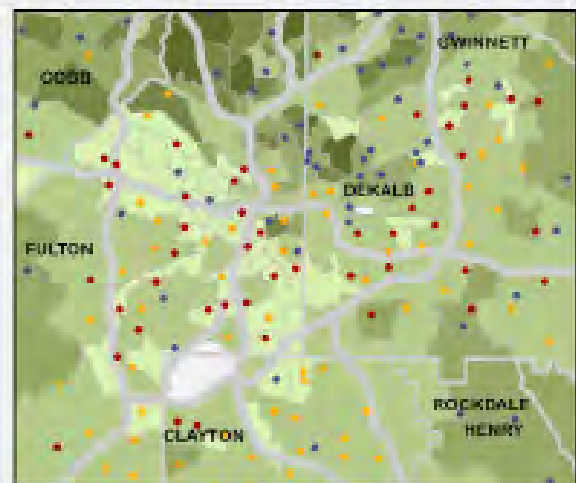 GWINNETT
COBB
DEKALB
FULTON
ROCKDALE
HENRY
CLAYTON